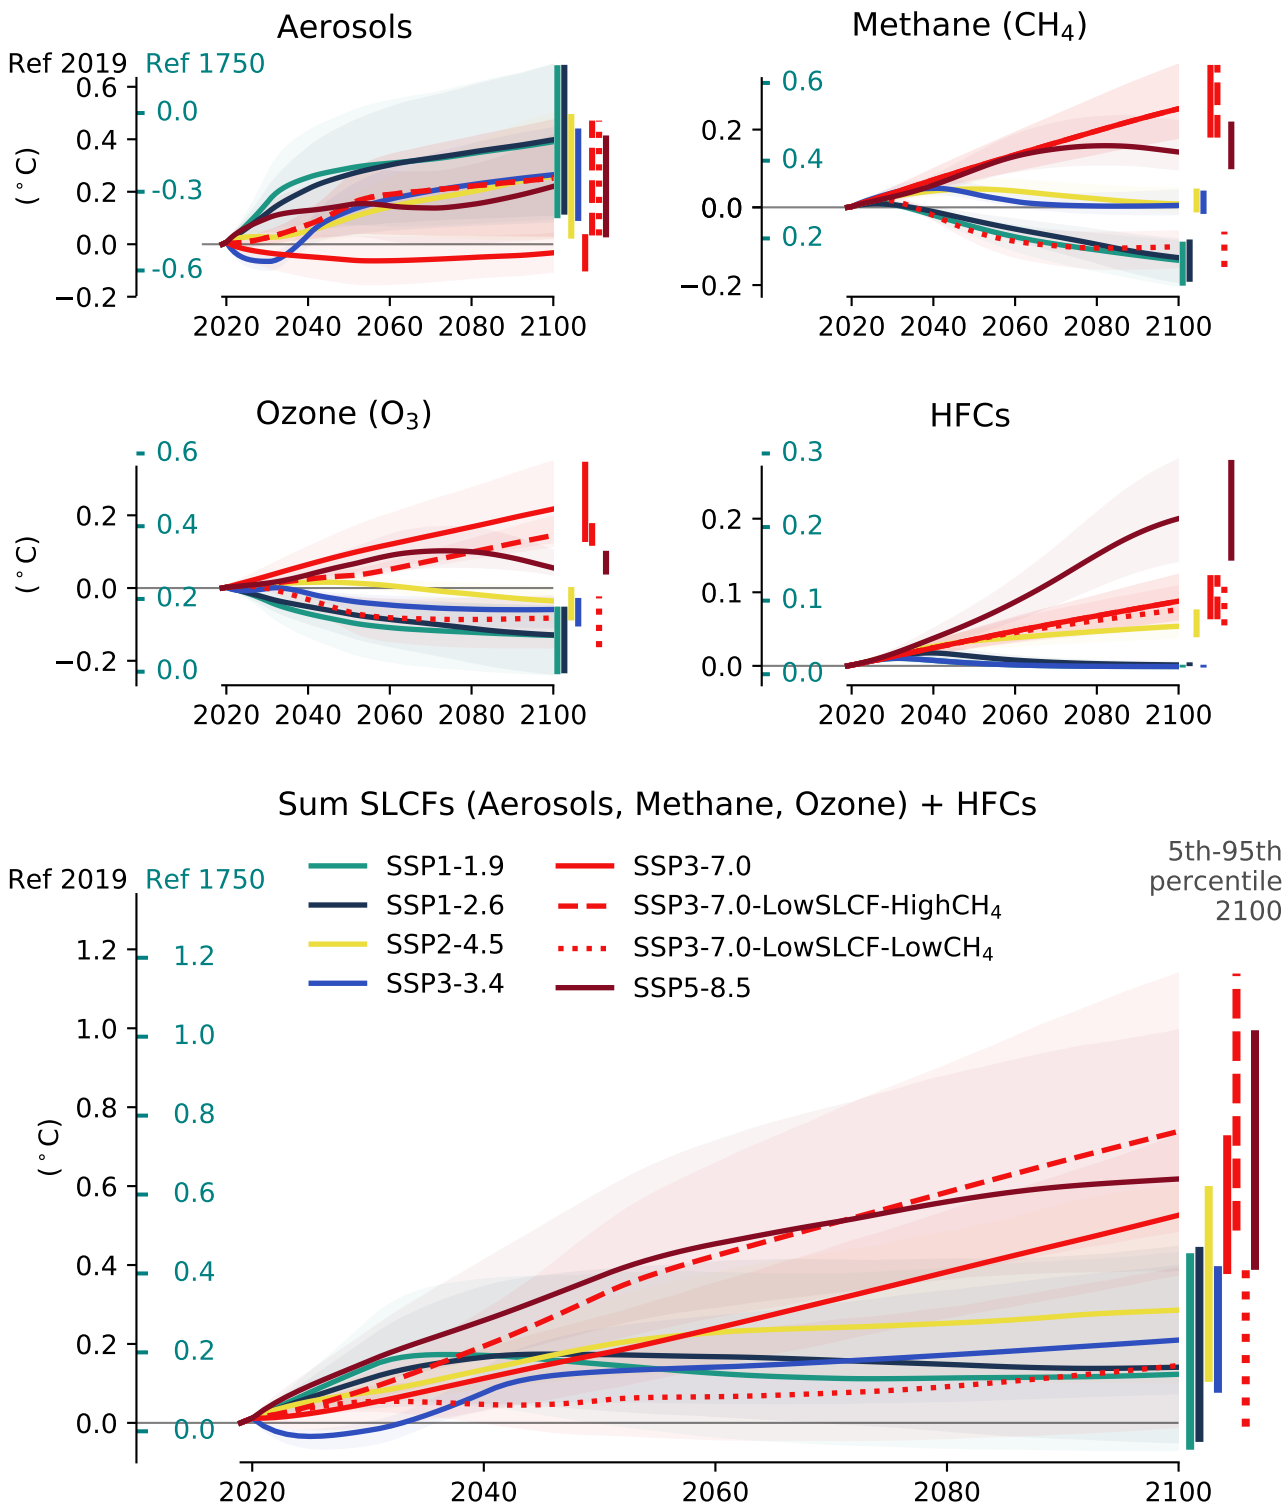 Aerosols
Ref 2019 Ref 1750
0.6
0.4
0.2
0.0
−0.2
(°C)
0.0
-0.3
-0.6
2020 2040 2060 2080 2100
Methane (CH₄)
0.2
0.0
−0.2
0.6
0.4
0.2
2020 2040 2060 2080 2100
Ozone (O₃)
0.2
0.0
−0.2
(°C)
0.6
0.4
0.2
0.0
2020 2040 2060 2080 2100
HFCs
0.2
0.1
0.0
0.3
0.2
0.1
0.0
2020 2040 2060 2080 2100
Sum SLCFs (Aerosols, Methane, Ozone) + HFCs
Ref 2019 Ref 1750
SSP1-1.9
SSP1-2.6
SSP2-4.5
SSP3-3.4
SSP3-7.0
SSP3-7.0-LowSLCF-HighCH₄
SSP3-7.0-LowSLCF-LowCH₄
SSP5-8.5
5th-95th
percentile
2100
1.2
1.0
0.8
0.6
0.4
0.2
0.0
(°C)
1.2
1.0
0.8
0.6
0.4
0.2
0.0
2020 2040 2060 2080 2100